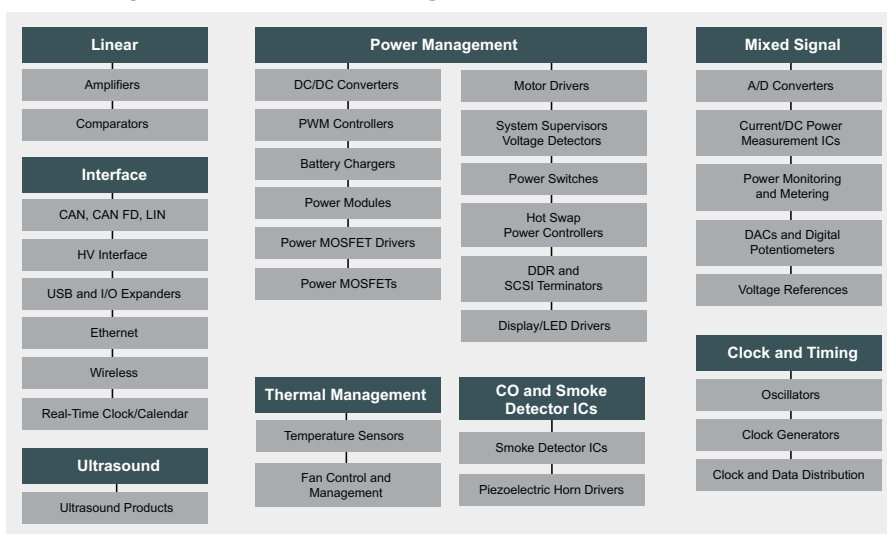 Linear
Amplifiers
Comparators
Interface
CAN, CAN FD, LIN
HV Interface
USB and I/O Expanders
Ethernet
Wireless
Real-Time Clock/Calendar
Ultrasound
Ultrasound Products
Power Management
DC/DC Converters
PWM Controllers
Battery Chargers
Power Modules
Power MOSFET Drivers
Power MOSFETs
Motor Drivers
System Supervisors
Voltage Detectors
Power Switches
Hot Swap
Power Controllers
DDR and
SCSI Terminators
Display/LED Drivers
Thermal Management
Temperature Sensors
Fan Control and
Management
CO and Smoke
Detector ICs
Smoke Detector ICs
Piezoelectric Horn Drivers
Mixed Signal
A/D Converters
Current/DC Power
Measurement ICs
Power Monitoring
and Metering
DACs and Digital
Potentiometers
Voltage References
Clock and Timing
Oscillators
Clock Generators
Clock and Data Distribution